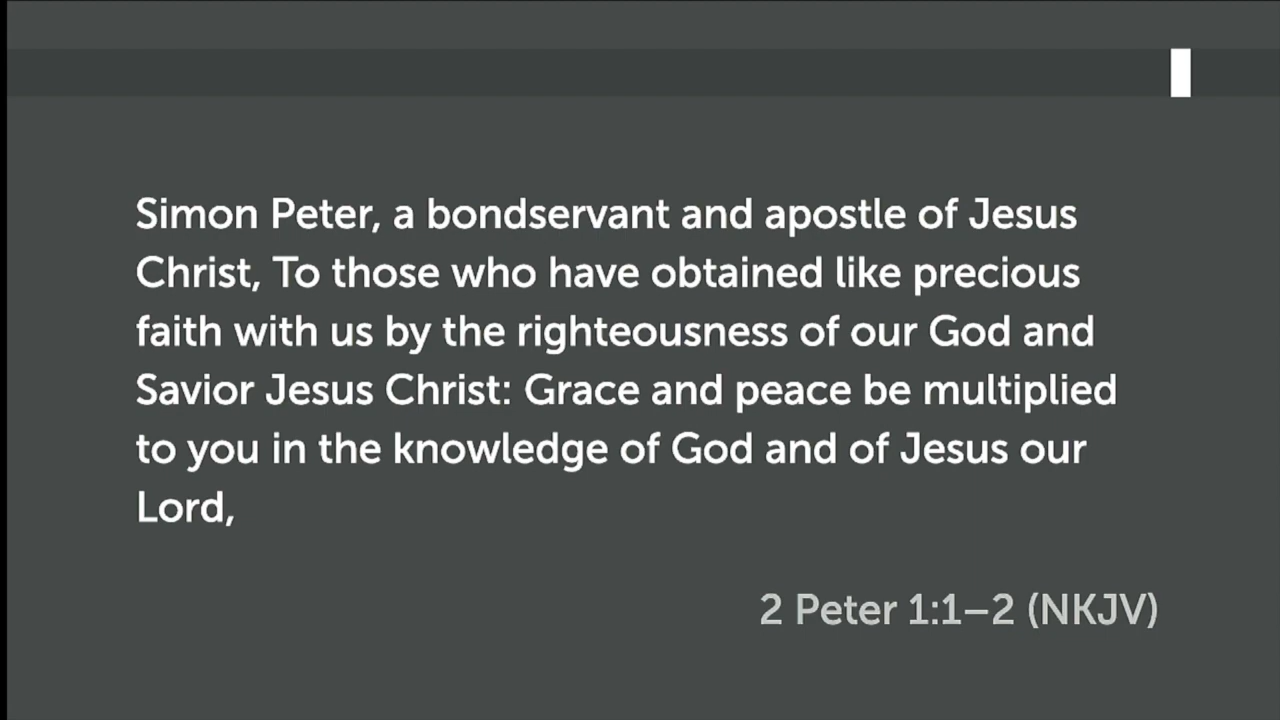 Simon Peter, a bondservant and apostle of Jesus
Christ, To those who have obtained like precious
faith with us by the righteousness of our God and
Savior Jesus Christ: Grace and peace be multiplied
to you in the knowledge of God and of Jesus our
Lord,
2 Peter 1:1–2 (NKJV)